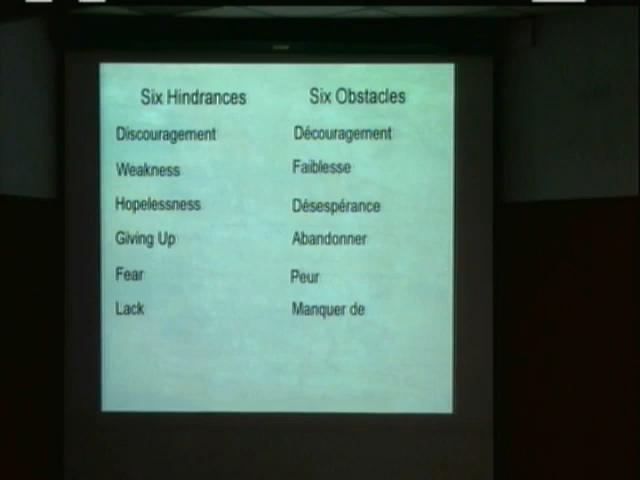 Six Hindrances
Discouragement
Weakness
Hopelessness
Giving Up
Fear
Lack
Six Obstacles
Découragement
Faiblesse
Désespérance
Abandonner
Peur
Manquer de